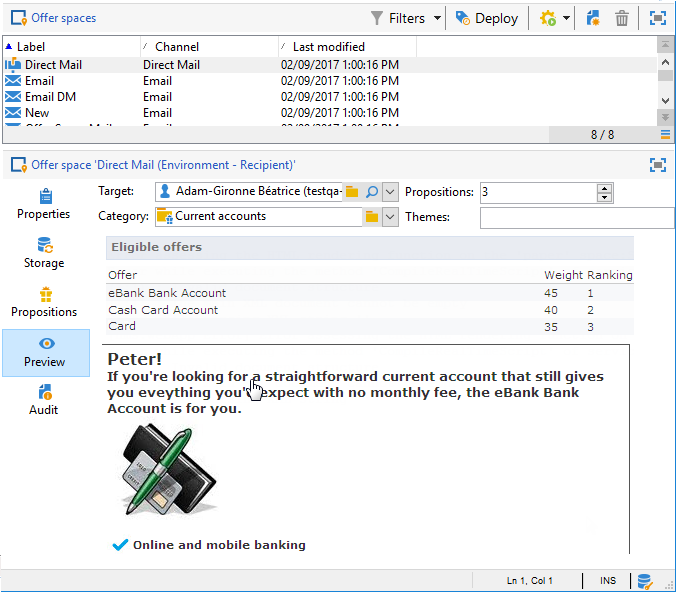 Offer spaces
Filters
Deploy
Label / Channel / Last modified
Direct Mail Direct Mail 02/09/2017 1:00:16 PM
Email Email 02/09/2017 1:00:16 PM
Email DM Email 02/09/2017 1:00:16 PM
New Email 02/09/2017 1:00:16 PM
8 / 8
Offer space 'Direct Mail (Environment - Recipient)'
Properties
Storage
Propositions
Preview
Audit
Target: Adam-Gironne Béatrice (testqa- Propositions: 3
Category: Current accounts Themes:
Eligible offers
Offer Weight Ranking
eBank Bank Account 45 1
Cash Card Account 40 2
Card 35 3
Peter!
If you're looking for a straightforward current account that still gives
you eveything you'd expect with no monthly fee, the eBank Bank
Account is for you.
Online and mobile banking
Ln 1, Col 1 INS